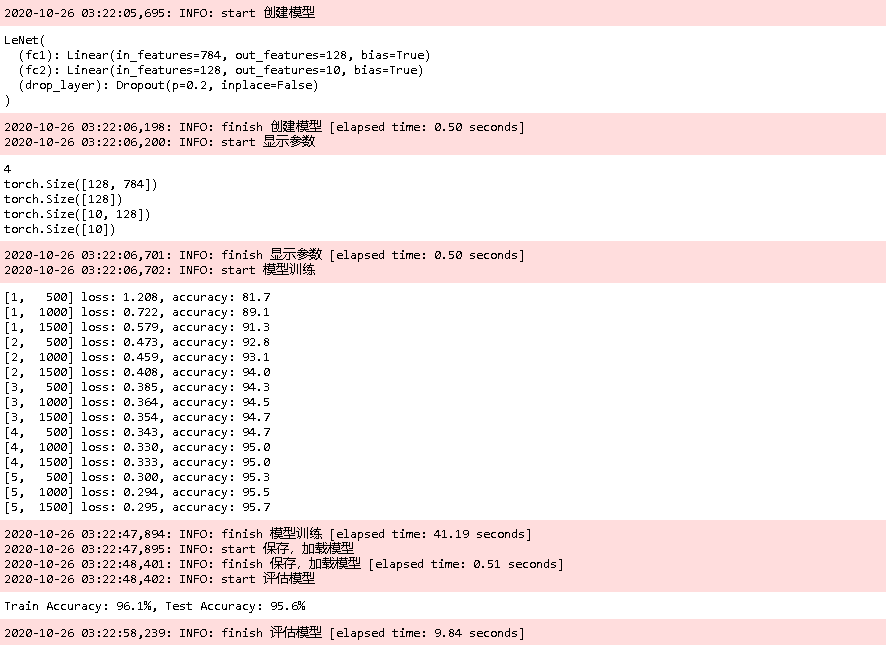 2020-10-26 03:22:05,695: INFO: start 创建模型
LeNet(
  (fc1): Linear(in_features=784, out_features=128, bias=True)
  (fc2): Linear(in_features=128, out_features=10, bias=True)
  (drop_layer): Dropout(p=0.2, inplace=False)
)
2020-10-26 03:22:06,198: INFO: finish 创建模型 [elapsed time: 0.50 seconds]
2020-10-26 03:22:06,200: INFO: start 显示参数
4
torch.Size([128, 784])
torch.Size([128])
torch.Size([10, 128])
torch.Size([10])
2020-10-26 03:22:06,701: INFO: finish 显示参数 [elapsed time: 0.50 seconds]
2020-10-26 03:22:06,702: INFO: start 模型训练
[1,   500] loss: 1.208, accuracy: 81.7
[1,  1000] loss: 0.722, accuracy: 89.1
[1,  1500] loss: 0.579, accuracy: 91.3
[2,   500] loss: 0.473, accuracy: 92.8
[2,  1000] loss: 0.459, accuracy: 93.1
[2,  1500] loss: 0.408, accuracy: 94.0
[3,   500] loss: 0.385, accuracy: 94.3
[3,  1000] loss: 0.364, accuracy: 94.5
[3,  1500] loss: 0.354, accuracy: 94.7
[4,   500] loss: 0.343, accuracy: 94.7
[4,  1000] loss: 0.330, accuracy: 95.0
[4,  1500] loss: 0.333, accuracy: 95.0
[5,   500] loss: 0.300, accuracy: 95.3
[5,  1000] loss: 0.294, accuracy: 95.5
[5,  1500] loss: 0.295, accuracy: 95.7
2020-10-26 03:22:47,894: INFO: finish 模型训练 [elapsed time: 41.19 seconds]
2020-10-26 03:22:47,895: INFO: start 保存，加载模型
2020-10-26 03:22:48,401: INFO: finish 保存，加载模型 [elapsed time: 0.51 seconds]
2020-10-26 03:22:48,402: INFO: start 评估模型
Train Accuracy: 96.1%, Test Accuracy: 95.6%
2020-10-26 03:22:58,239: INFO: finish 评估模型 [elapsed time: 9.84 seconds]